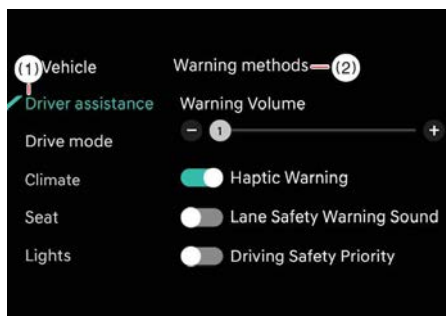 (1) Vehicle
Driver assistance
Drive mode
Climate
Seat
Lights
Warning methods (2)
Warning Volume
1
Haptic Warning
Lane Safety Warning Sound
Driving Safety Priority